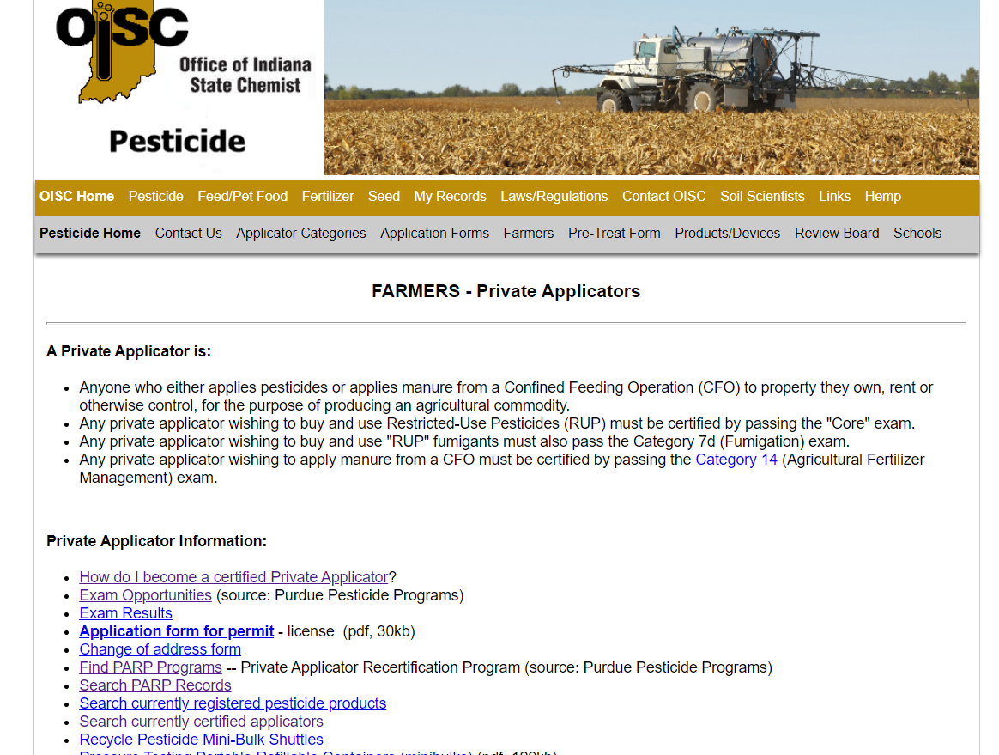 OISC
Office of Indiana
State Chemist
Pesticide
OISC Home Pesticide Feed/Pet Food Fertilizer Seed My Records Laws/Regulations Contact OISC Soil Scientists Links Hemp
Pesticide Home Contact Us Applicator Categories Application Forms Farmers Pre-Treat Form Products/Devices Review Board Schools
FARMERS - Private Applicators
A Private Applicator is:
• Anyone who either applies pesticides or applies manure from a Confined Feeding Operation (CFO) to property they own, rent or
otherwise control, for the purpose of producing an agricultural commodity.
• Any private applicator wishing to buy and use Restricted-Use Pesticides (RUP) must be certified by passing the "Core" exam.
• Any private applicator wishing to buy and use "RUP" fumigants must also pass the Category 7d (Fumigation) exam.
• Any private applicator wishing to apply manure from a CFO must be certified by passing the Category 14 (Agricultural Fertilizer
Management) exam.
Private Applicator Information:
• How do I become a certified Private Applicator?
• Exam Opportunities (source: Purdue Pesticide Programs)
• Exam Results
• Application form for permit - license (pdf, 30kb)
• Change of address form
• Find PARP Programs -- Private Applicator Recertification Program (source: Purdue Pesticide Programs)
• Search PARP Records
• Search currently registered pesticide products
• Search currently certified applicators
• Recycle Pesticide Mini-Bulk Shuttles
Pressure Testing Portable Refillable Containers (minibulks) (pdf,